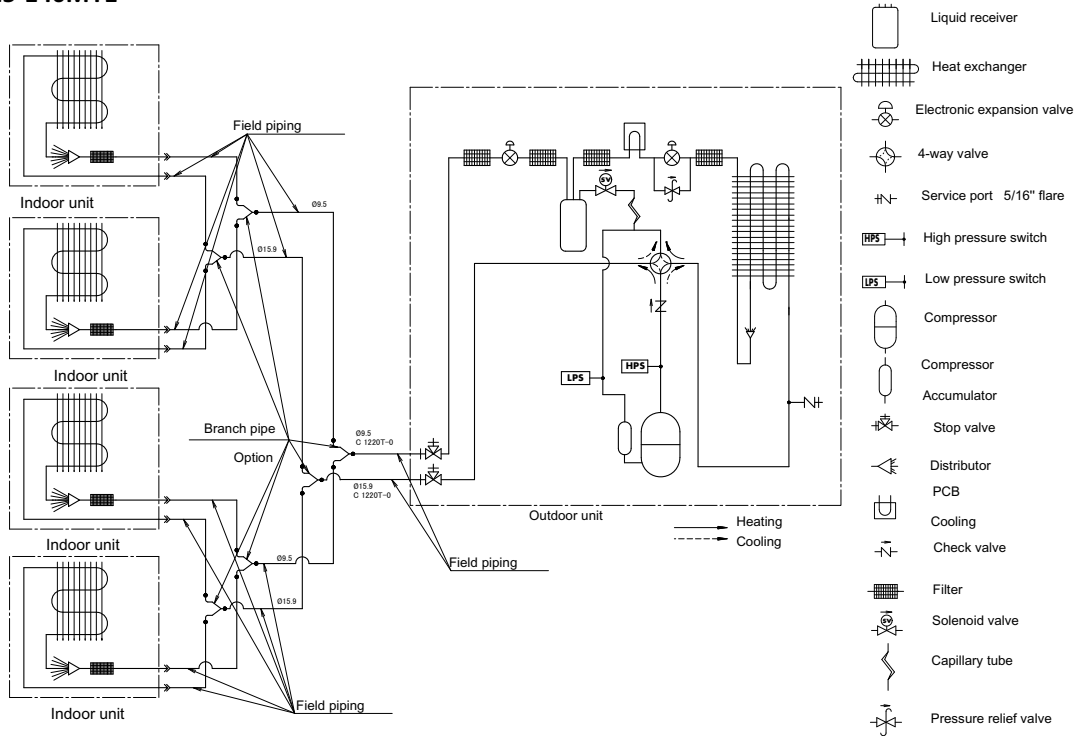 Liquid receiver
Heat exchanger
Electronic expansion valve
4-way valve
Service port 5/16" flare
HPS
High pressure switch
LPS
Low pressure switch
Compressor
Compressor
Accumulator
Stop valve
Distributor
PCB
Cooling
Check valve
Filter
SV
Solenoid valve
Capillary tube
Pressure relief valve
Indoor unit
Indoor unit
Indoor unit
Indoor unit
Field piping
Ø9.5
Ø15.9
Branch pipe
Option
Ø9.5
C 1220T-0
Ø15.9
C 1220T-0
Ø9.5
Ø15.9
Field piping
Field piping
SV
LPS
HPS
Outdoor unit
Heating
Cooling